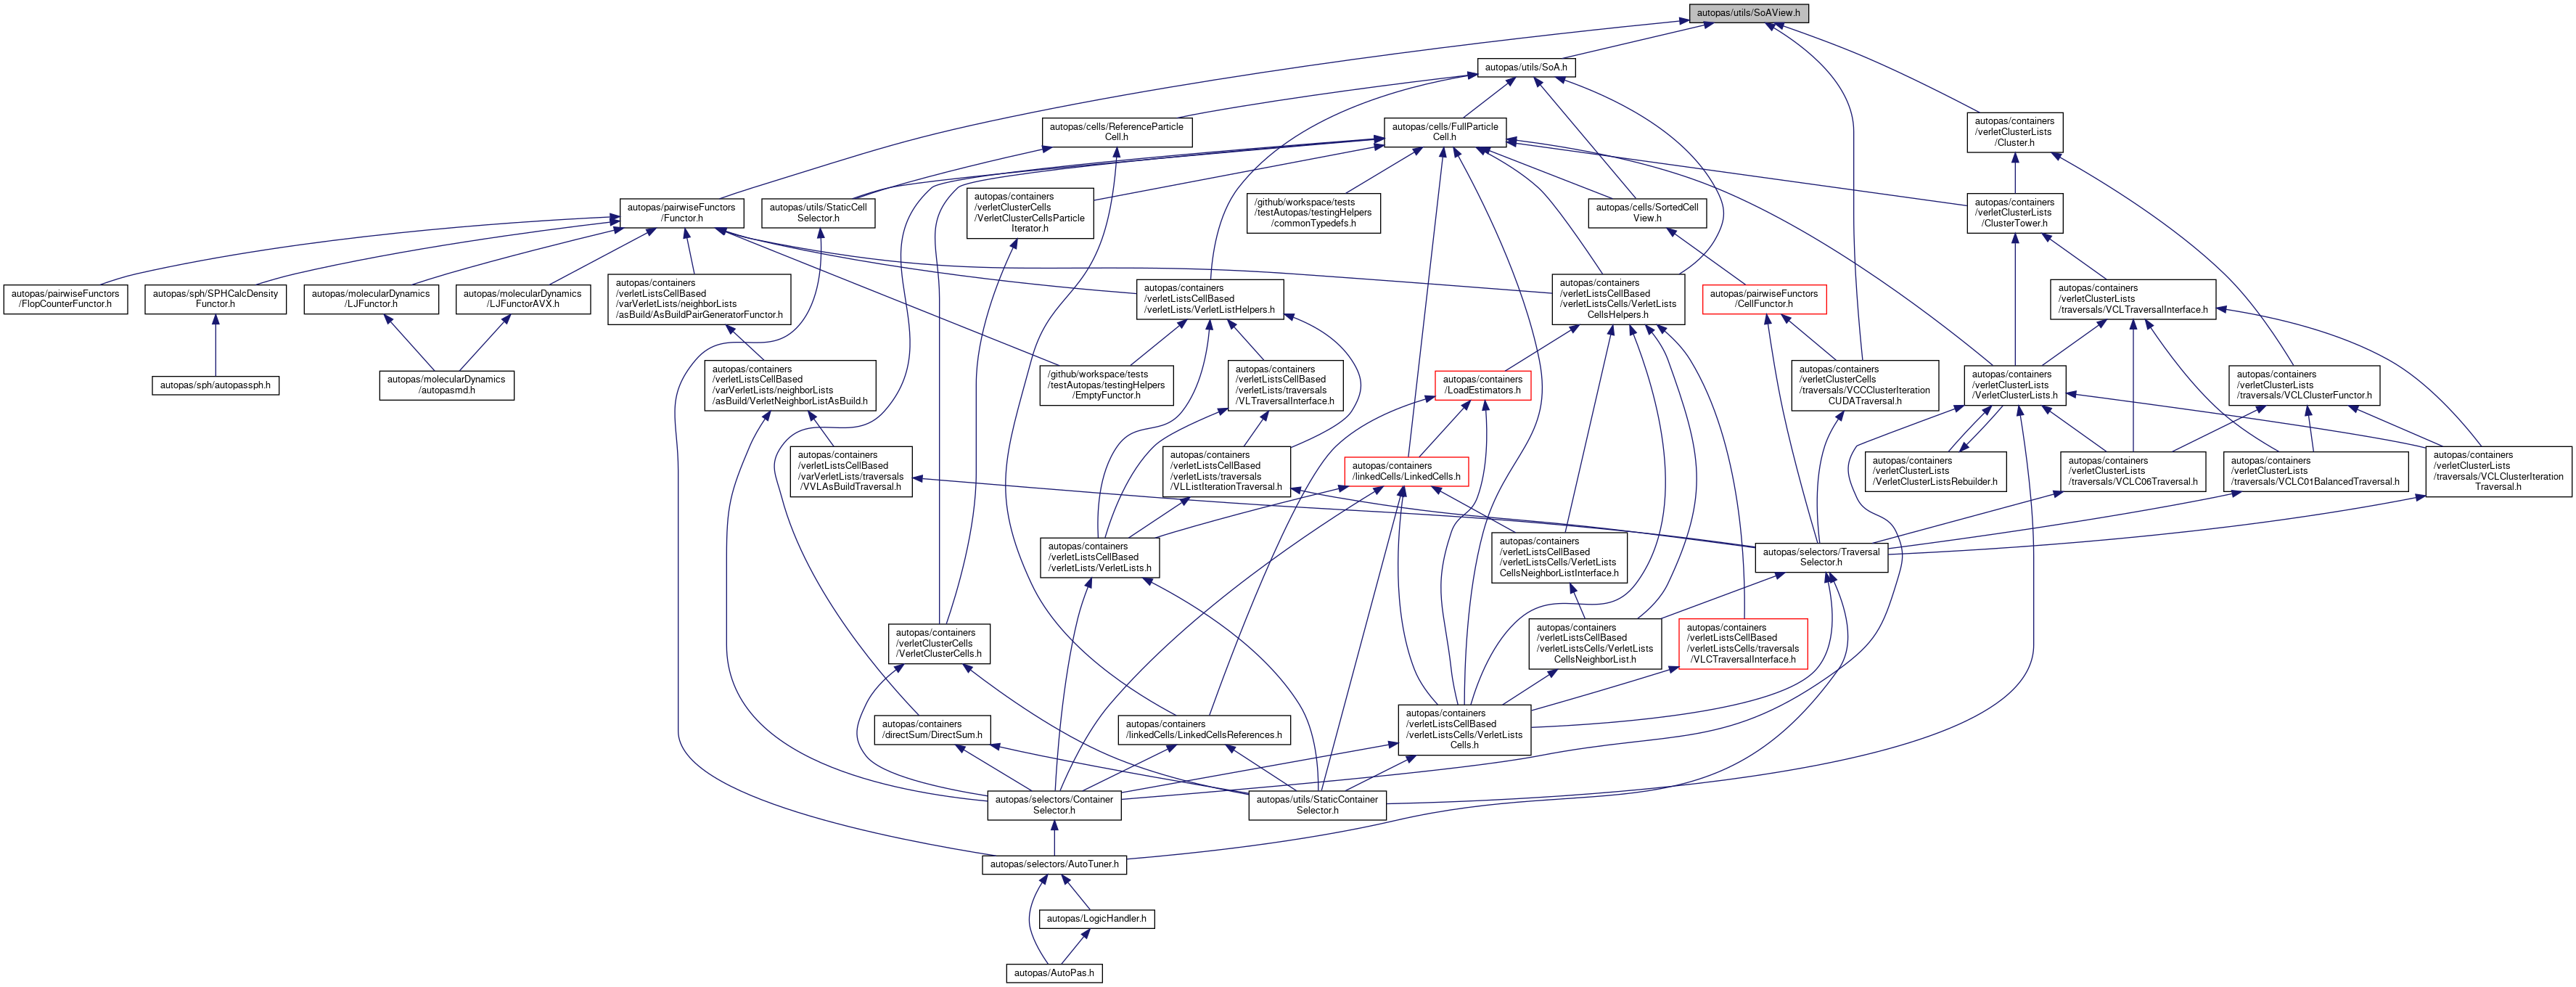 autopas/utils/SoAView.h
autopas/utils/SoA.h
autopas/cells/ReferenceParticle
Cell.h
autopas/cells/FullParticle
Cell.h
autopas/containers
/verletClusterLists
/Cluster.h
autopas/pairwiseFunctors
/Functor.h
autopas/utils/StaticCell
Selector.h
autopas/containers
/verletClusterCells
/VerletClusterCellsParticle
Iterator.h
/github/workspace/tests
/testAutopas/testingHelpers
/commonTypedefs.h
autopas/cells/SortedCell
View.h
autopas/containers
/verletClusterLists
/ClusterTower.h
autopas/pairwiseFunctors
/FlopCounterFunctor.h
autopas/sph/SPHCalcDensity
Functor.h
autopas/molecularDynamics
/LJFunctor.h
autopas/molecularDynamics
/LJFunctorAVX.h
autopas/containers
/verletListsCellBased
/varVerletLists/neighborLists
/asBuild/AsBuildPairGeneratorFunctor.h
autopas/containers
/verletListsCellBased
/verletLists/VerletListHelpers.h
autopas/containers
/verletListsCellBased
/verletListsCells/VerletLists
CellsHelpers.h
autopas/pairwiseFunctors
/CellFunctor.h
autopas/containers
/verletClusterLists
/traversals/VCLTraversalInterface.h
autopas/sph/autopassph.h
autopas/molecularDynamics
/autopasmd.h
autopas/containers
/verletListsCellBased
/varVerletLists/neighborLists
/asBuild/VerletNeighborListAsBuild.h
/github/workspace/tests
/testAutopas/testingHelpers
/EmptyFunctor.h
autopas/containers
/verletListsCellBased
/verletLists/traversals
/VLTraversalInterface.h
autopas/containers
/LoadEstimators.h
autopas/containers
/verletClusterCells
/traversals/VCCClusterIteration
CUDATraversal.h
autopas/containers
/verletClusterLists
/VerletClusterLists.h
autopas/containers
/verletClusterLists
/traversals/VCLClusterFunctor.h
autopas/containers
/verletListsCellBased
/varVerletLists/traversals
/VVLAsBuildTraversal.h
autopas/containers
/verletListsCellBased
/verletLists/traversals
/VLListIterationTraversal.h
autopas/containers
/linkedCells/LinkedCells.h
autopas/containers
/verletClusterLists
/VerletClusterListsRebuilder.h
autopas/containers
/verletClusterLists
/traversals/VCLC06Traversal.h
autopas/containers
/verletClusterLists
/traversals/VCLC01BalancedTraversal.h
autopas/containers
/verletClusterLists
/traversals/VCLClusterIteration
Traversal.h
autopas/containers
/verletListsCellBased
/verletLists/VerletLists.h
autopas/containers
/verletListsCellBased
/verletListsCells/VerletLists
CellsNeighborListInterface.h
autopas/selectors/Traversal
Selector.h
autopas/containers
/verletClusterCells
/VerletClusterCells.h
autopas/containers
/verletListsCellBased
/verletListsCells/VerletLists
CellsNeighborList.h
autopas/containers
/verletListsCellBased
/verletListsCells/traversals
/VLCTraversalInterface.h
autopas/containers
/directSum/DirectSum.h
autopas/containers
/linkedCells/LinkedCellsReferences.h
autopas/containers
/verletListsCellBased
/verletListsCells/VerletLists
Cells.h
autopas/selectors/Container
Selector.h
autopas/utils/StaticContainer
Selector.h
autopas/selectors/AutoTuner.h
autopas/LogicHandler.h
autopas/AutoPas.h